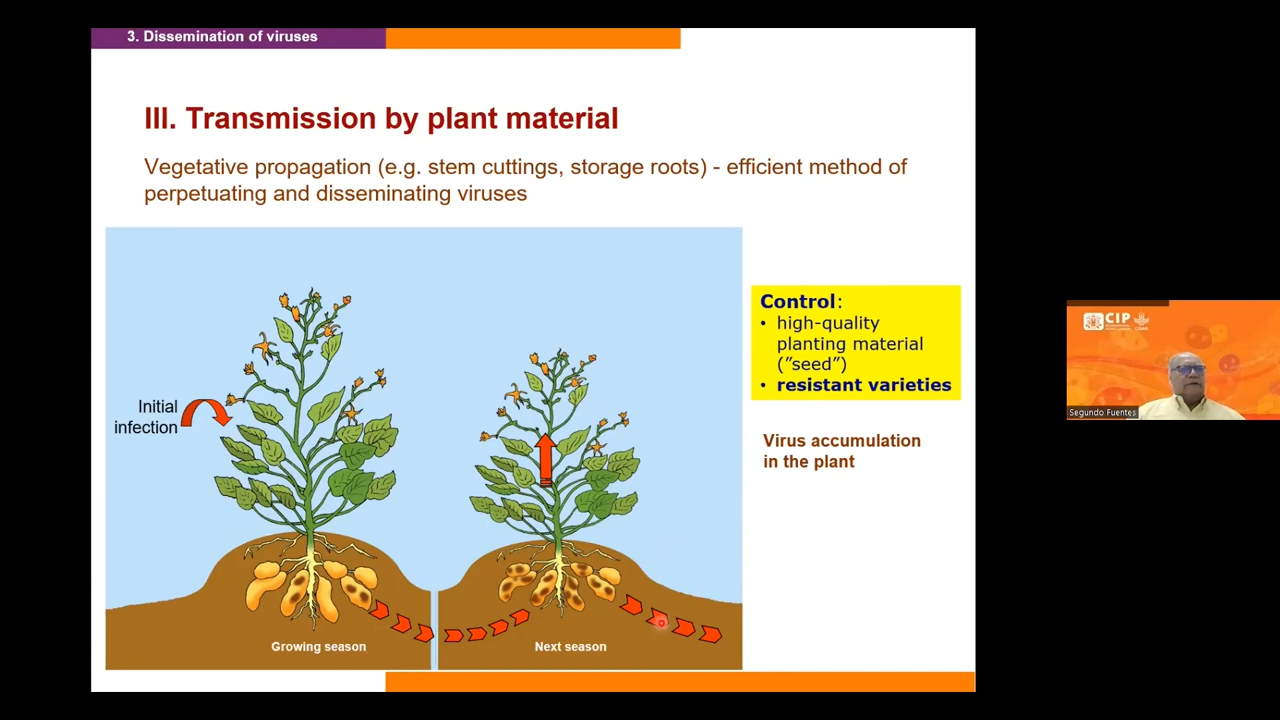 3. Dissemination of viruses
III. Transmission by plant material
Vegetative propagation (e.g. stem cuttings, storage roots) - efficient method of
perpetuating and disseminating viruses
Initial
infection
Growing season
Next season
Control:
• high-quality
planting material
(”seed”)
• resistant varieties
Virus accumulation
in the plant
CIP
Segundo Fuentes